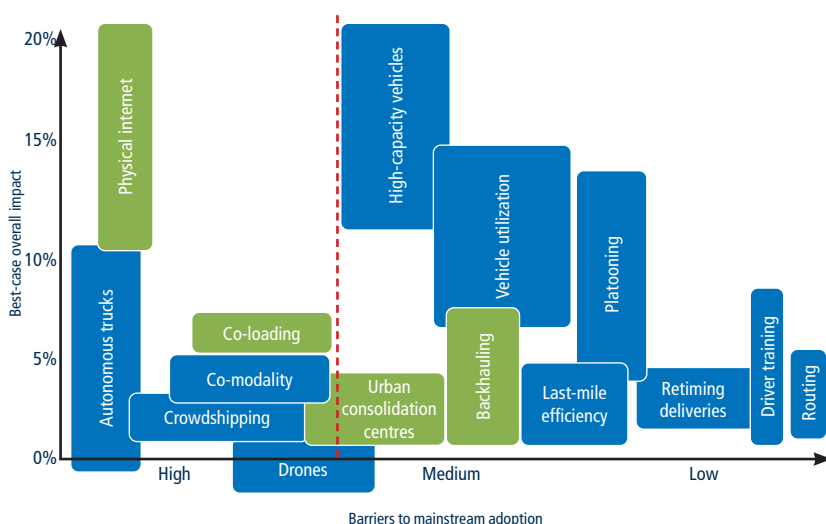 20%
15%
10%
5%
0%
Best-case overall impact
Physical internet
High-capacity vehicles
Vehicle utilization
Platooning
Autonomous trucks
Co-loading
Co-modality
Crowdshipping
Drones
Urban
consolidation
centres
Backhauling
Last-mile
efficiency
Retiming
deliveries
Driver training
Routing
High
Medium
Low
Barriers to mainstream adoption